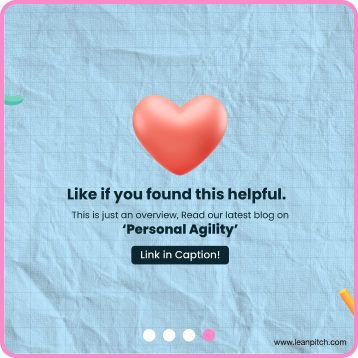 Like if you found this helpful.
This is just an overview, Read our latest blog on
‘Personal Agility’
Link in Caption!
www.leanpitch.com